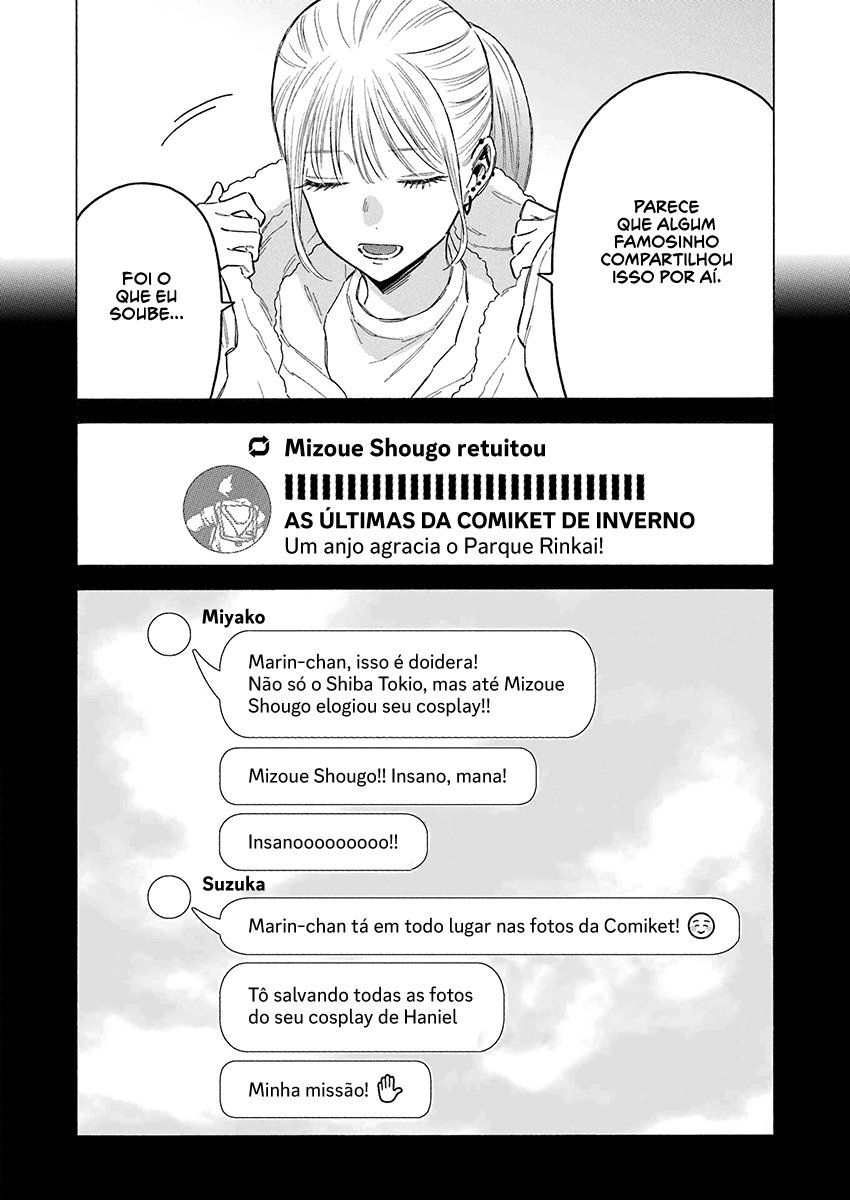 PARECE
QUE ALGUM
FAMOSINHO
COMPARTILHOU
ISSO POR AÍ.
FOI O
QUE EU
SOUBE...
Mizoue Shougo retuitou
AS ÚLTIMAS DA COMIKET DE INVERNO
Um anjo agracia o Parque Rinkai!
Miyako
Marin-chan, isso é doidera!
Não só o Shiba Tokio, mas até Mizoue
Shougo elogiou seu cosplay!!
Mizoue Shougo!! Insano, mana!
Insanooooooooo!!
Suzuka
Marin-chan tá em todo lugar nas fotos da Comiket!
Tô salvando todas as fotos
do seu cosplay de Haniel
Minha missão!